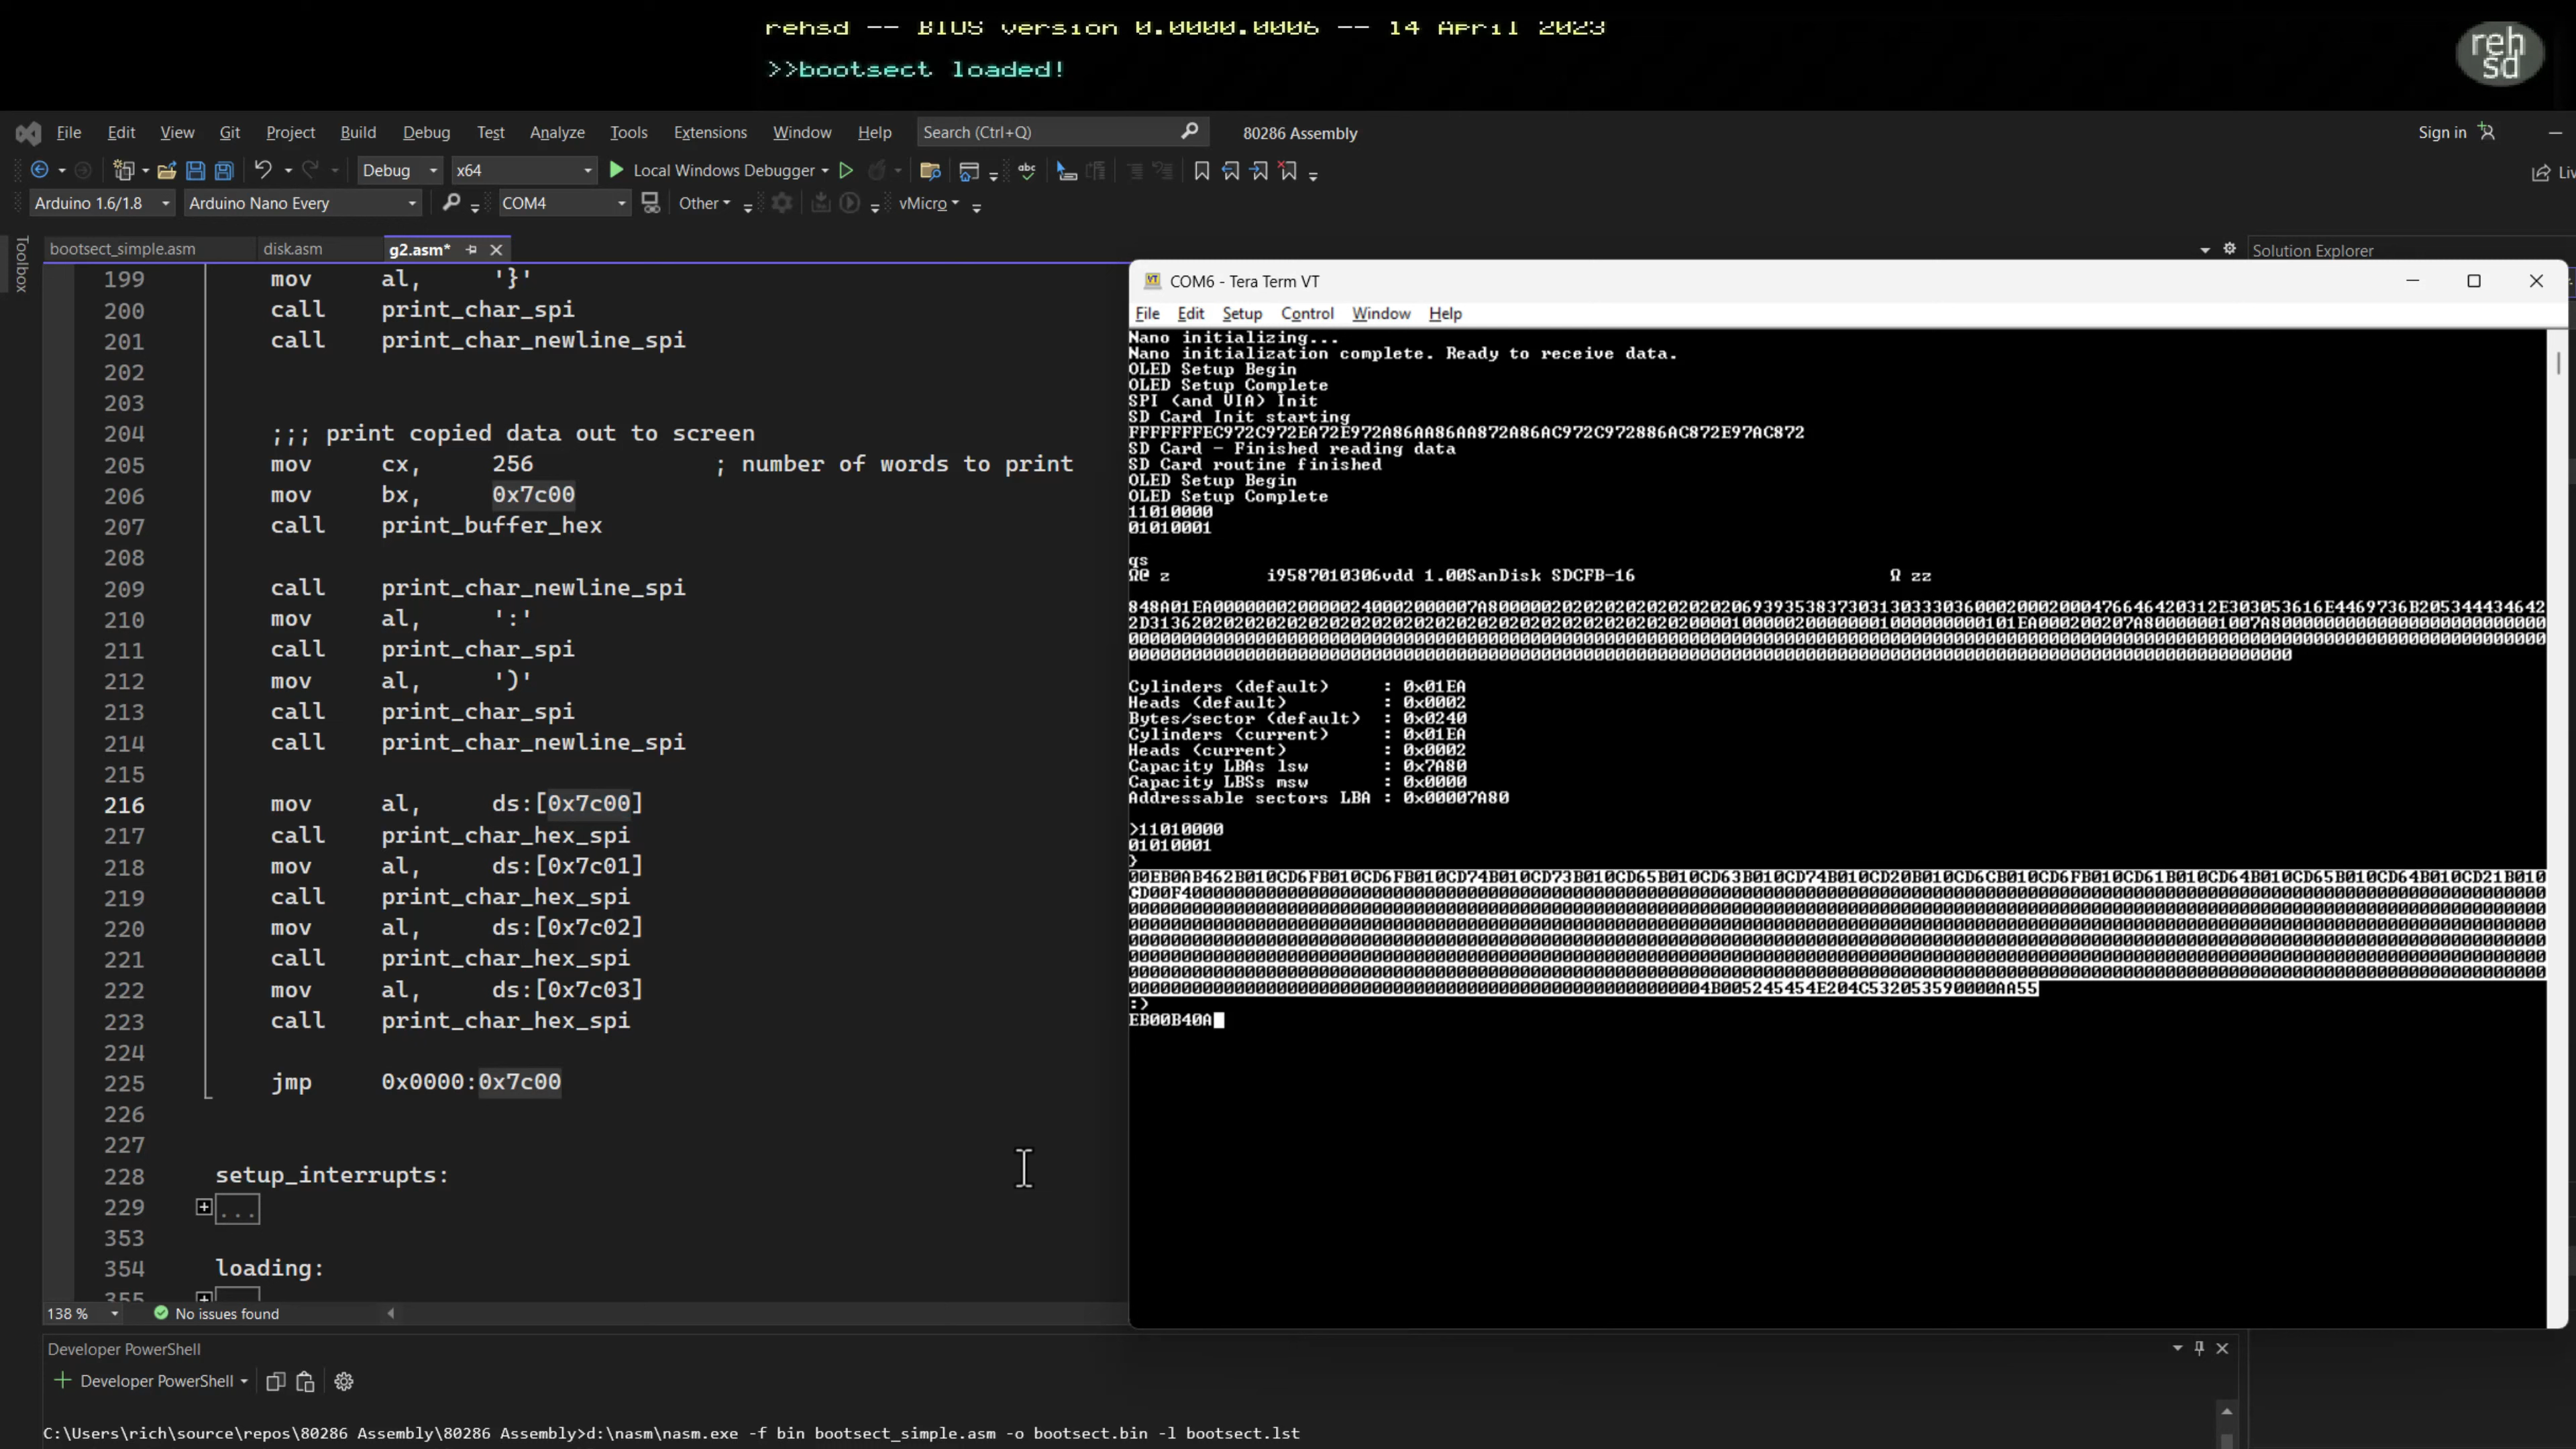 rehsd -- BIOS version 0.0000.0006 -- 14 April 2023
>>bootsect loaded!
reh
sd
File Edit View Git Project Build Debug Test Analyze Tools Extensions Window Help Search (Ctrl+Q) 80286 Assembly Sign in
Debug x64 Local Windows Debugger
Arduino 1.6/1.8 Arduino Nano Every COM4 Other vMicro
Toolbox
bootsect_simple.asm disk.asm g2.asm*
Solution Explorer
199 mov al, '}'
200 call print_char_spi
201 call print_char_newline_spi
202
203
204 ;;; print copied data out to screen
205 mov cx, 256 ; number of words to print
206 mov bx, 0x7c00
207 call print_buffer_hex
208
209 call print_char_newline_spi
210 mov al, ':'
211 call print_char_spi
212 mov al, ')'
213 call print_char_spi
214 call print_char_newline_spi
215
216 mov al, ds:[0x7c00]
217 call print_char_hex_spi
218 mov al, ds:[0x7c01]
219 call print_char_hex_spi
220 mov al, ds:[0x7c02]
221 call print_char_hex_spi
222 mov al, ds:[0x7c03]
223 call print_char_hex_spi
224
225 jmp 0x0000:0x7c00
226
227
228 setup_interrupts:
229 ...
353
354 loading:
355
138 % No issues found
COM6 - Tera Term VT
File Edit Setup Control Window Help
Nano initializing...
Nano initialization complete. Ready to receive data.
OLED Setup Begin
OLED Setup Complete
SPI (and VIA) Init
SD Card Init starting
FFFFFFFEC972C972EA72E972A86AA86AA872A86AC972C972886AC872E97AC872
SD Card - Finished reading data
SD Card routine finished
OLED Setup Begin
OLED Setup Complete
11010000
01010001
qs
Ω@ z i9587010306vdd 1.00SanDisk SDCFB-16 Ω zz
Cylinders (default) : 0x01EA
Heads (default) : 0x0002
Bytes/sector (default) : 0x0240
Cylinders (current) : 0x01EA
Heads (current) : 0x0002
Capacity LBAs lsw : 0x7A80
Capacity LBSs msw : 0x0000
Addressable sectors LBA : 0x00007A80
>11010000
01010001
}
00EB0AB462B010CD6FB010CD6FB010CD74B010CD73B010CD65B010CD63B010CD74B010CD20B010CD6CB010CD6FB010CD61B010CD64B010CD65B010CD64B010CD21B010
:)
EB00B40A
Developer PowerShell
Developer PowerShell
C:\Users\rich\source\repos\80286 Assembly\80286 Assembly>d:\nasm\nasm.exe -f bin bootsect_simple.asm -o bootsect.bin -l bootsect.lst